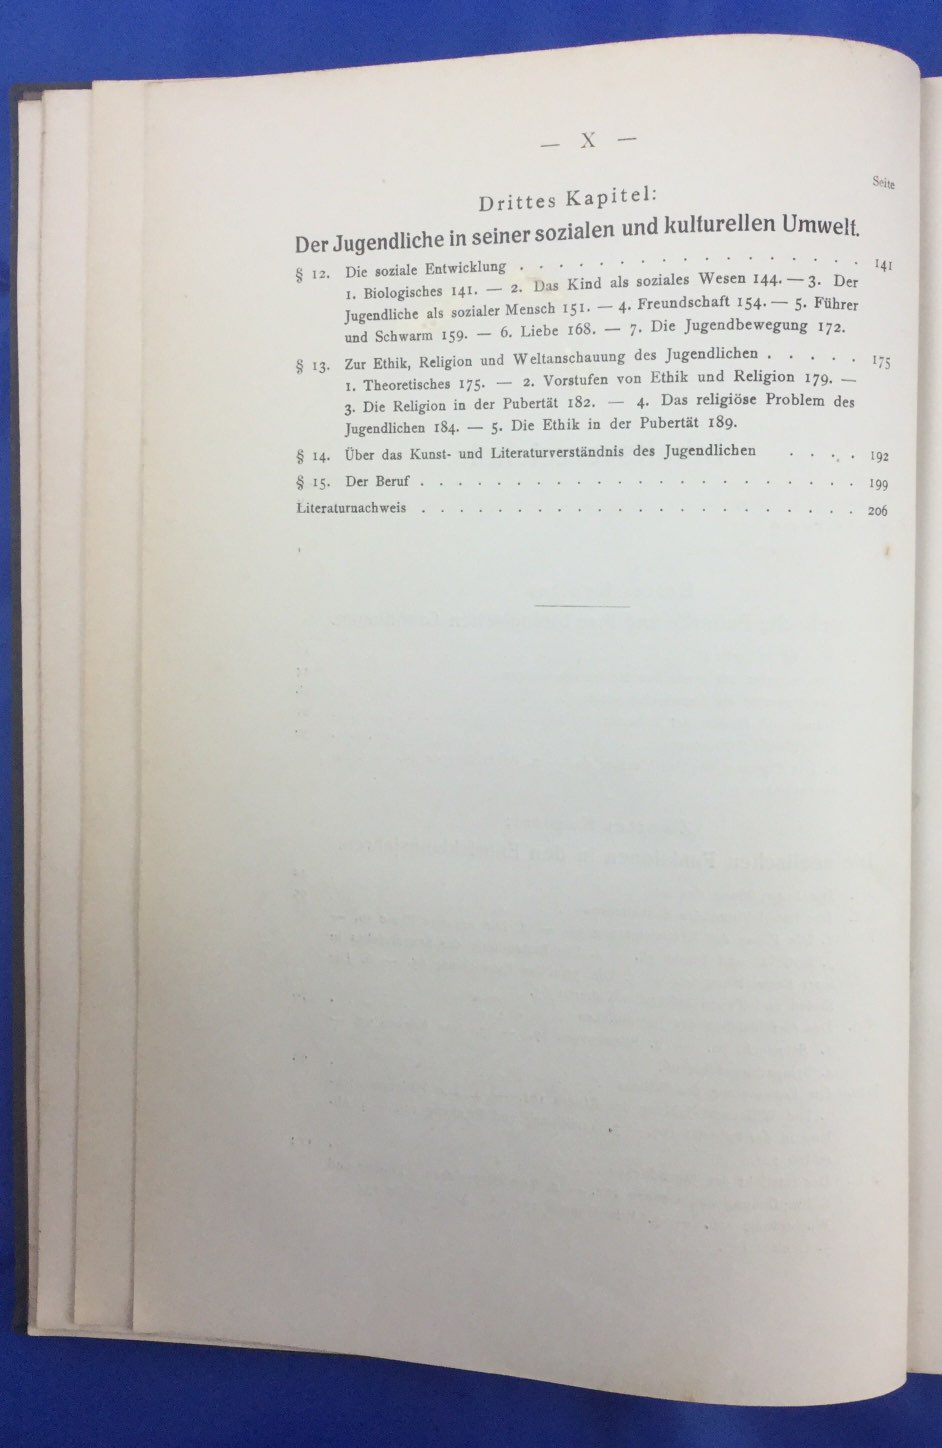 — X —
Seite
Drittes Kapitel:
Der Jugendliche in seiner sozialen und kulturellen Umwelt.
§ 12. Die soziale Entwicklung . . . . . . . . . . . . . . . . . . 141
1. Biologisches 141. — 2. Das Kind als soziales Wesen 144. — 3. Der
Jugendliche als sozialer Mensch 151. — 4. Freundschaft 154. — 5. Führer
und Schwarm 159. — 6. Liebe 168. — 7. Die Jugendbewegung 172.
§ 13. Zur Ethik, Religion und Weltanschauung des Jugendlichen . . . . . 175
1. Theoretisches 175. — 2. Vorstufen von Ethik und Religion 179. —
3. Die Religion in der Pubertät 182. — 4. Das religiöse Problem des
Jugendlichen 184. — 5. Die Ethik in der Pubertät 189.
§ 14. Über das Kunst- und Literaturverständnis des Jugendlichen . . . . 192
§ 15. Der Beruf . . . . . . . . . . . . . . . . . . . . . . . 199
Literaturnachweis . . . . . . . . . . . . . . . . . . . . . . . 206